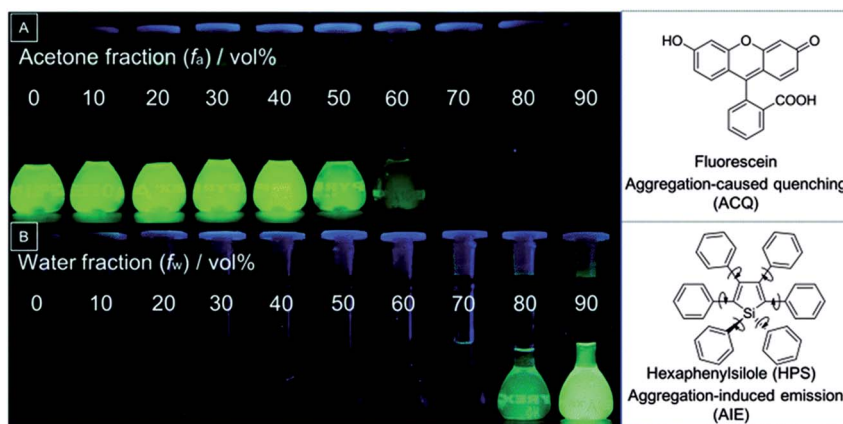 A
Acetone fraction (fa) / vol%
0 10 20 30 40 50 60 70 80 90
B
Water fraction (fw) / vol%
0 10 20 30 40 50 60 70 80 90
HO
O
O
COOH
Fluorescein
Aggregation-caused quenching
(ACQ)
Si
Hexaphenylsilole (HPS)
Aggregation-induced emission
(AIE)